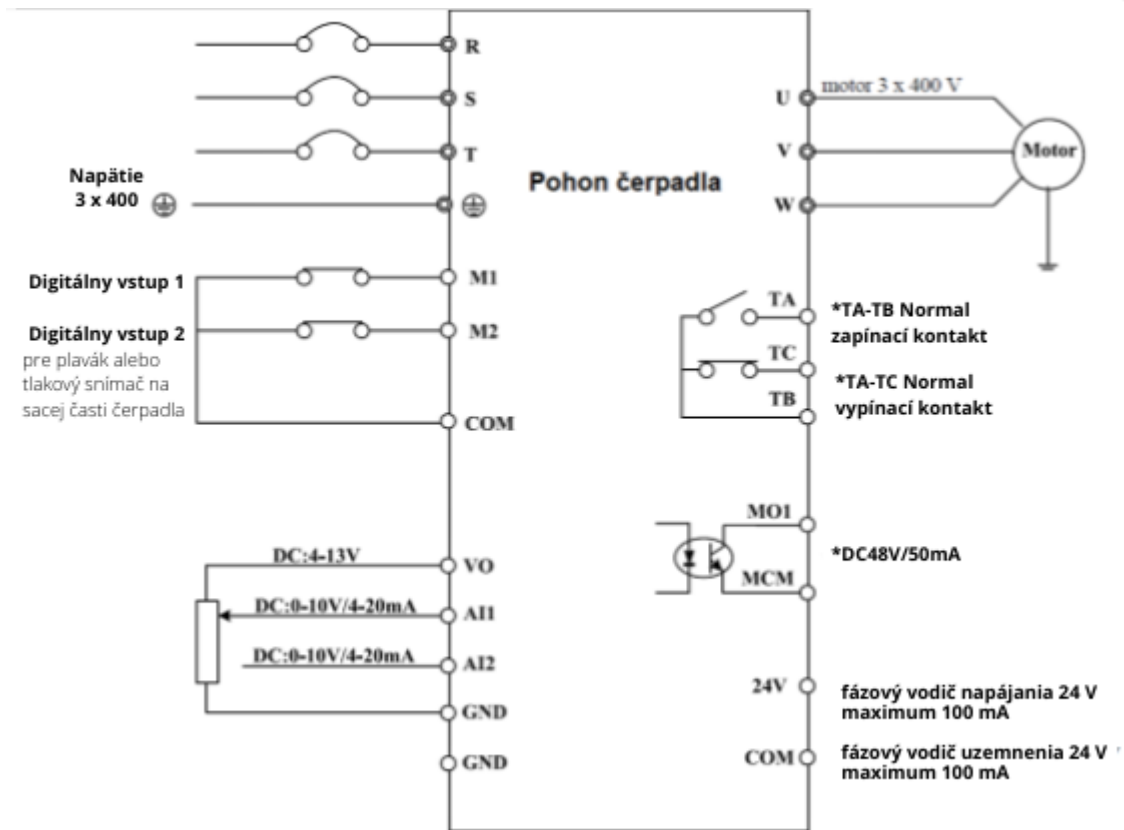 R
S
T
Napätie
3 x 400
Pohon čerpadla
motor 3 x 400 V
U
V
W
Motor
Digitálny vstup 1
M1
Digitálny vstup 2
M2
pre plavák alebo
tlakový snímač na
sacej časti čerpadla
COM
TA
*TA-TB Normal
zapínací kontakt
TC
*TA-TC Normal
vypínací kontakt
TB
DC:4-13V
VO
DC:0-10V/4-20mA
AI1
DC:0-10V/4-20mA
AI2
GND
GND
MO1
*DC48V/50mA
MCM
24V
fázový vodič napájania 24 V
maximum 100 mA
COM
fázový vodič uzemnenia 24 V
maximum 100 mA